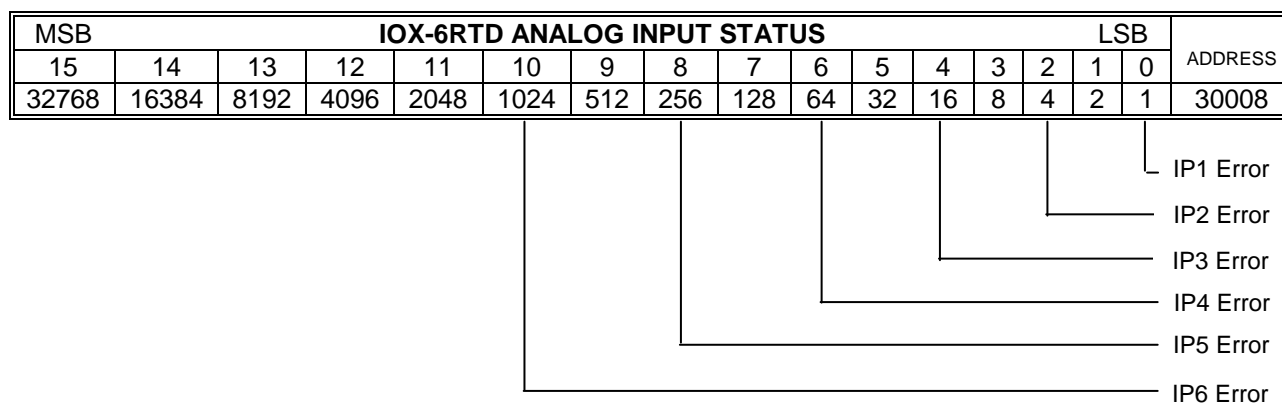 MSB IOX-6RTD ANALOG INPUT STATUS LSB ADDRESS
15 14 13 12 11 10 9 8 7 6 5 4 3 2 1 0
32768 16384 8192 4096 2048 1024 512 256 128 64 32 16 8 4 2 1 30008
IP1 Error
IP2 Error
IP3 Error
IP4 Error
IP5 Error
IP6 Error